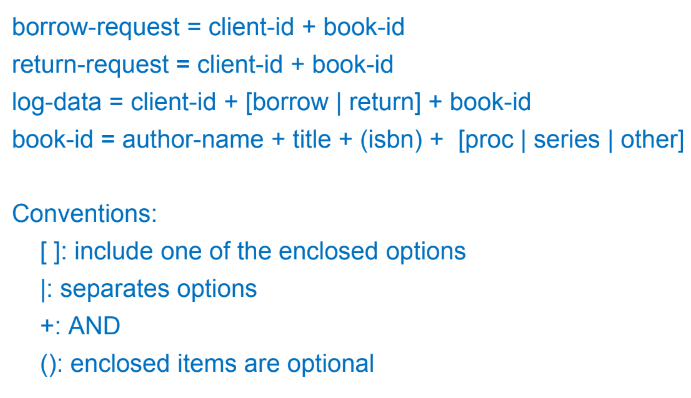 borrow-request = client-id + book-id
return-request = client-id + book-id
log-data = client-id + [borrow | return] + book-id
book-id = author-name + title + (isbn) + [proc | series | other]
Conventions:
[ ]: include one of the enclosed options
|: separates options
+: AND
(): enclosed items are optional